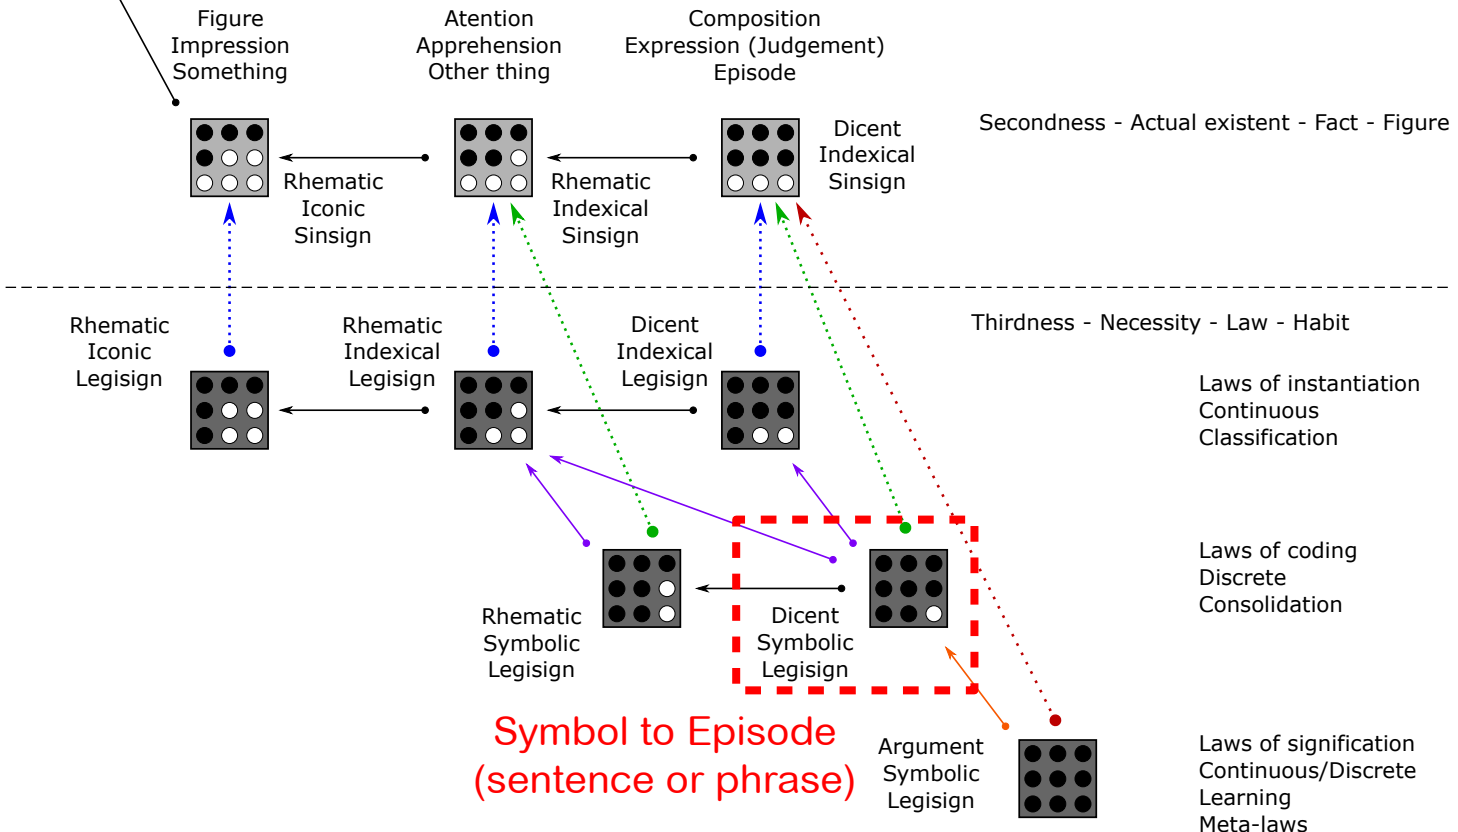 Figure
Impression
Something
Atention
Apprehension
Other thing
Composition
Expression (Judgement)
Episode
Secondness - Actual existent - Fact - Figure
Rhematic
Iconic
Sinsign
Rhematic
Indexical
Sinsign
Dicent
Indexical
Sinsign
Thirdness - Necessity - Law - Habit
Rhematic
Iconic
Legisign
Rhematic
Indexical
Legisign
Dicent
Indexical
Legisign
Laws of instantiation
Continuous
Classification
Rhematic
Symbolic
Legisign
Dicent
Symbolic
Legisign
Laws of coding
Discrete
Consolidation
Symbol to Episode
(sentence or phrase)
Argument
Symbolic
Legisign
Laws of signification
Continuous/Discrete
Learning
Meta-laws